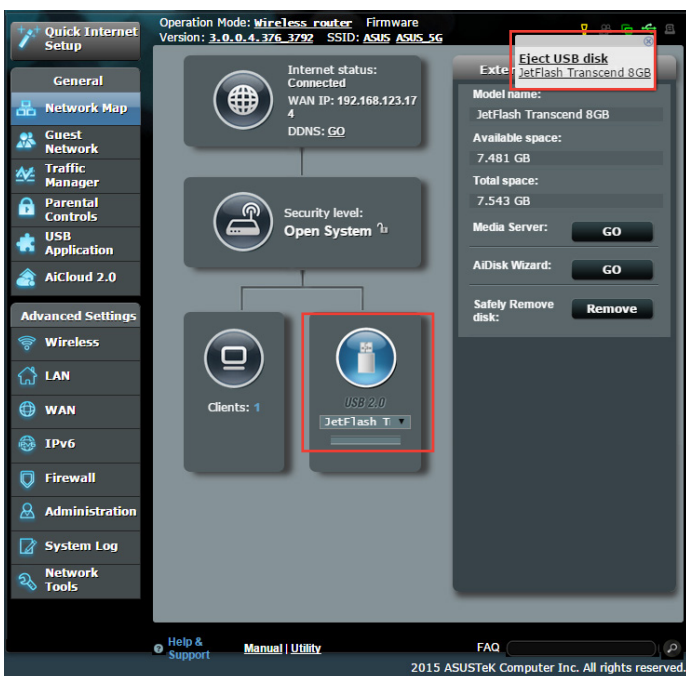 Quick Internet
Setup
Operation Mode: Wireless router Firmware
Version: 3.0.0.4.376_3792 SSID: ASUS ASUS_5G
General
Network Map
Guest
Network
Traffic
Manager
Parental
Controls
USB
Application
AiCloud 2.0
Advanced Settings
Wireless
LAN
WAN
IPv6
Firewall
Administration
System Log
Network
Tools
Internet status:
Connected
WAN IP: 192.168.123.17
4
DDNS: GO
Security level:
Open System
Clients: 1
USB 2.0
JetFlash T
Eject USB disk
JetFlash Transcend 8GB
Exter
Model name:
JetFlash Transcend 8GB
Available space:
7.481 GB
Total space:
7.543 GB
Media Server: GO
AiDisk Wizard: GO
Safely Remove
disk: Remove
Help &
Support
Manual | Utility
FAQ
2015 ASUSTeK Computer Inc. All rights reserved.